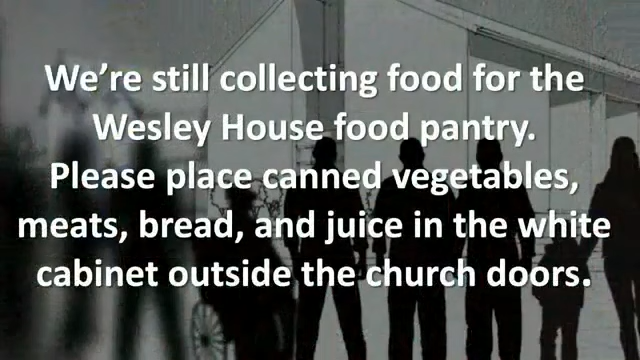 We’re still collecting food for the
Wesley House food pantry.
Please place canned vegetables,
meats, bread, and juice in the white
cabinet outside the church doors.